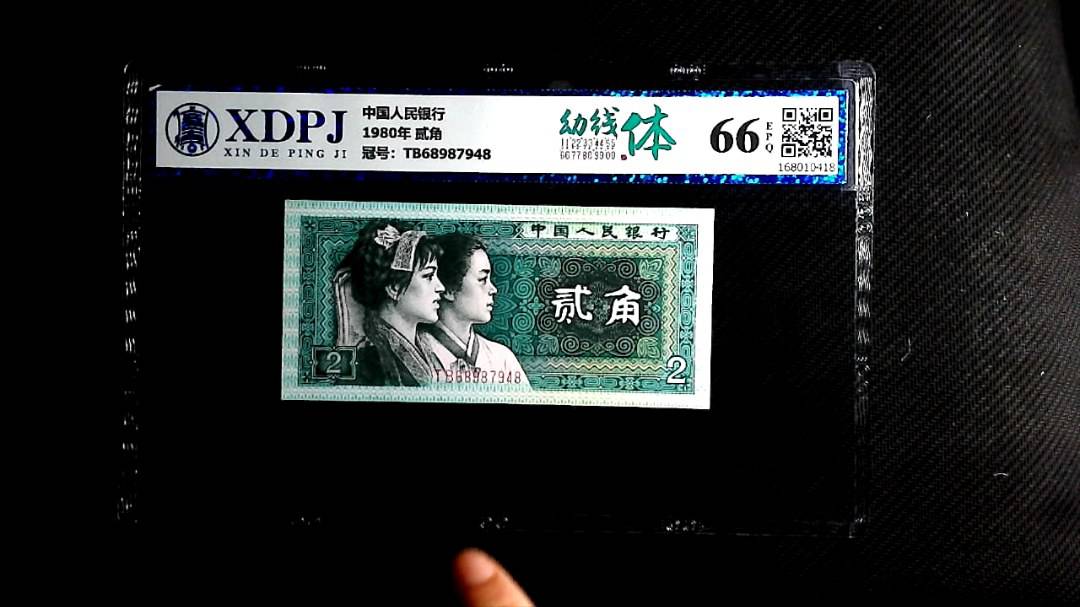 XDPJ
XIN DE PING JI
中国人民银行
1980年 贰角
冠号：TB68987948
幼线体
66
EPQ
168010418
中国人民银行
贰角
2
2
TB68987948